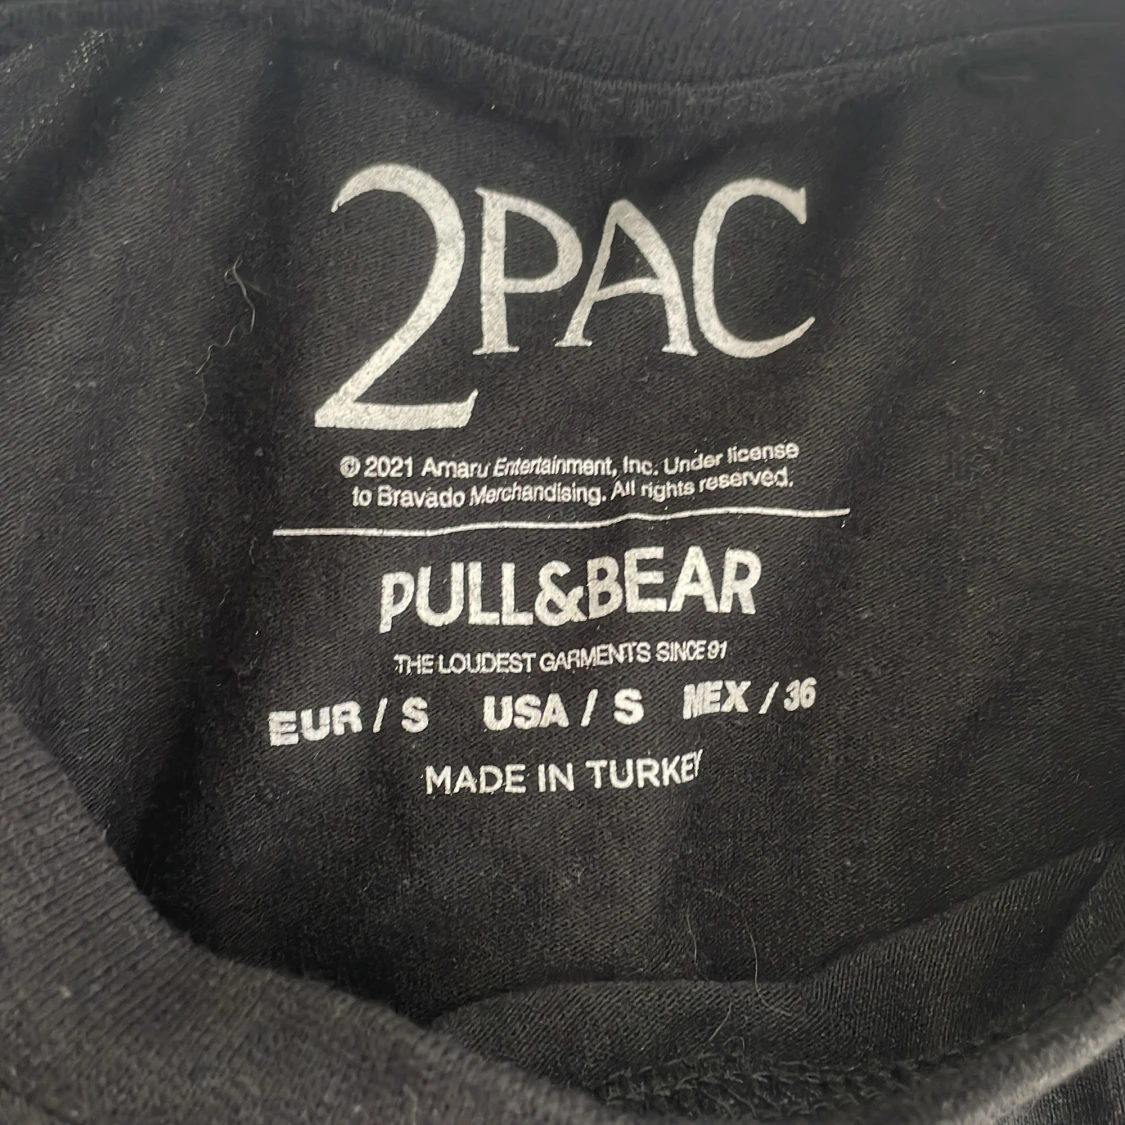 2PAC
© 2021 Amaru Entertainment, Inc. Under license
to Bravado Merchandising. All rights reserved.
PULL&BEAR
THE LOUDEST GARMENTS SINCE 91
EUR / S USA / S MEX / 36
MADE IN TURKEY